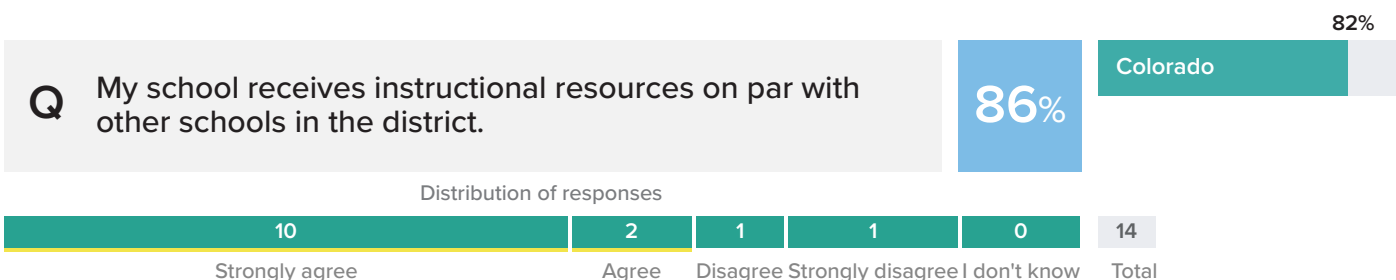 82%
Q
My school receives instructional resources on par with
other schools in the district.
86%
Colorado
Distribution of responses
10 2 1 1 0 14
Strongly agree Agree Disagree Strongly disagree I don't know Total